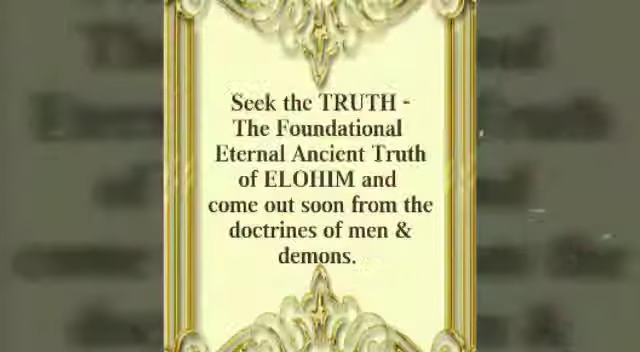 Seek the TRUTH -
The Foundational
Eternal Ancient Truth
of ELOHIM and
come out soon from the
doctrines of men &
demons.